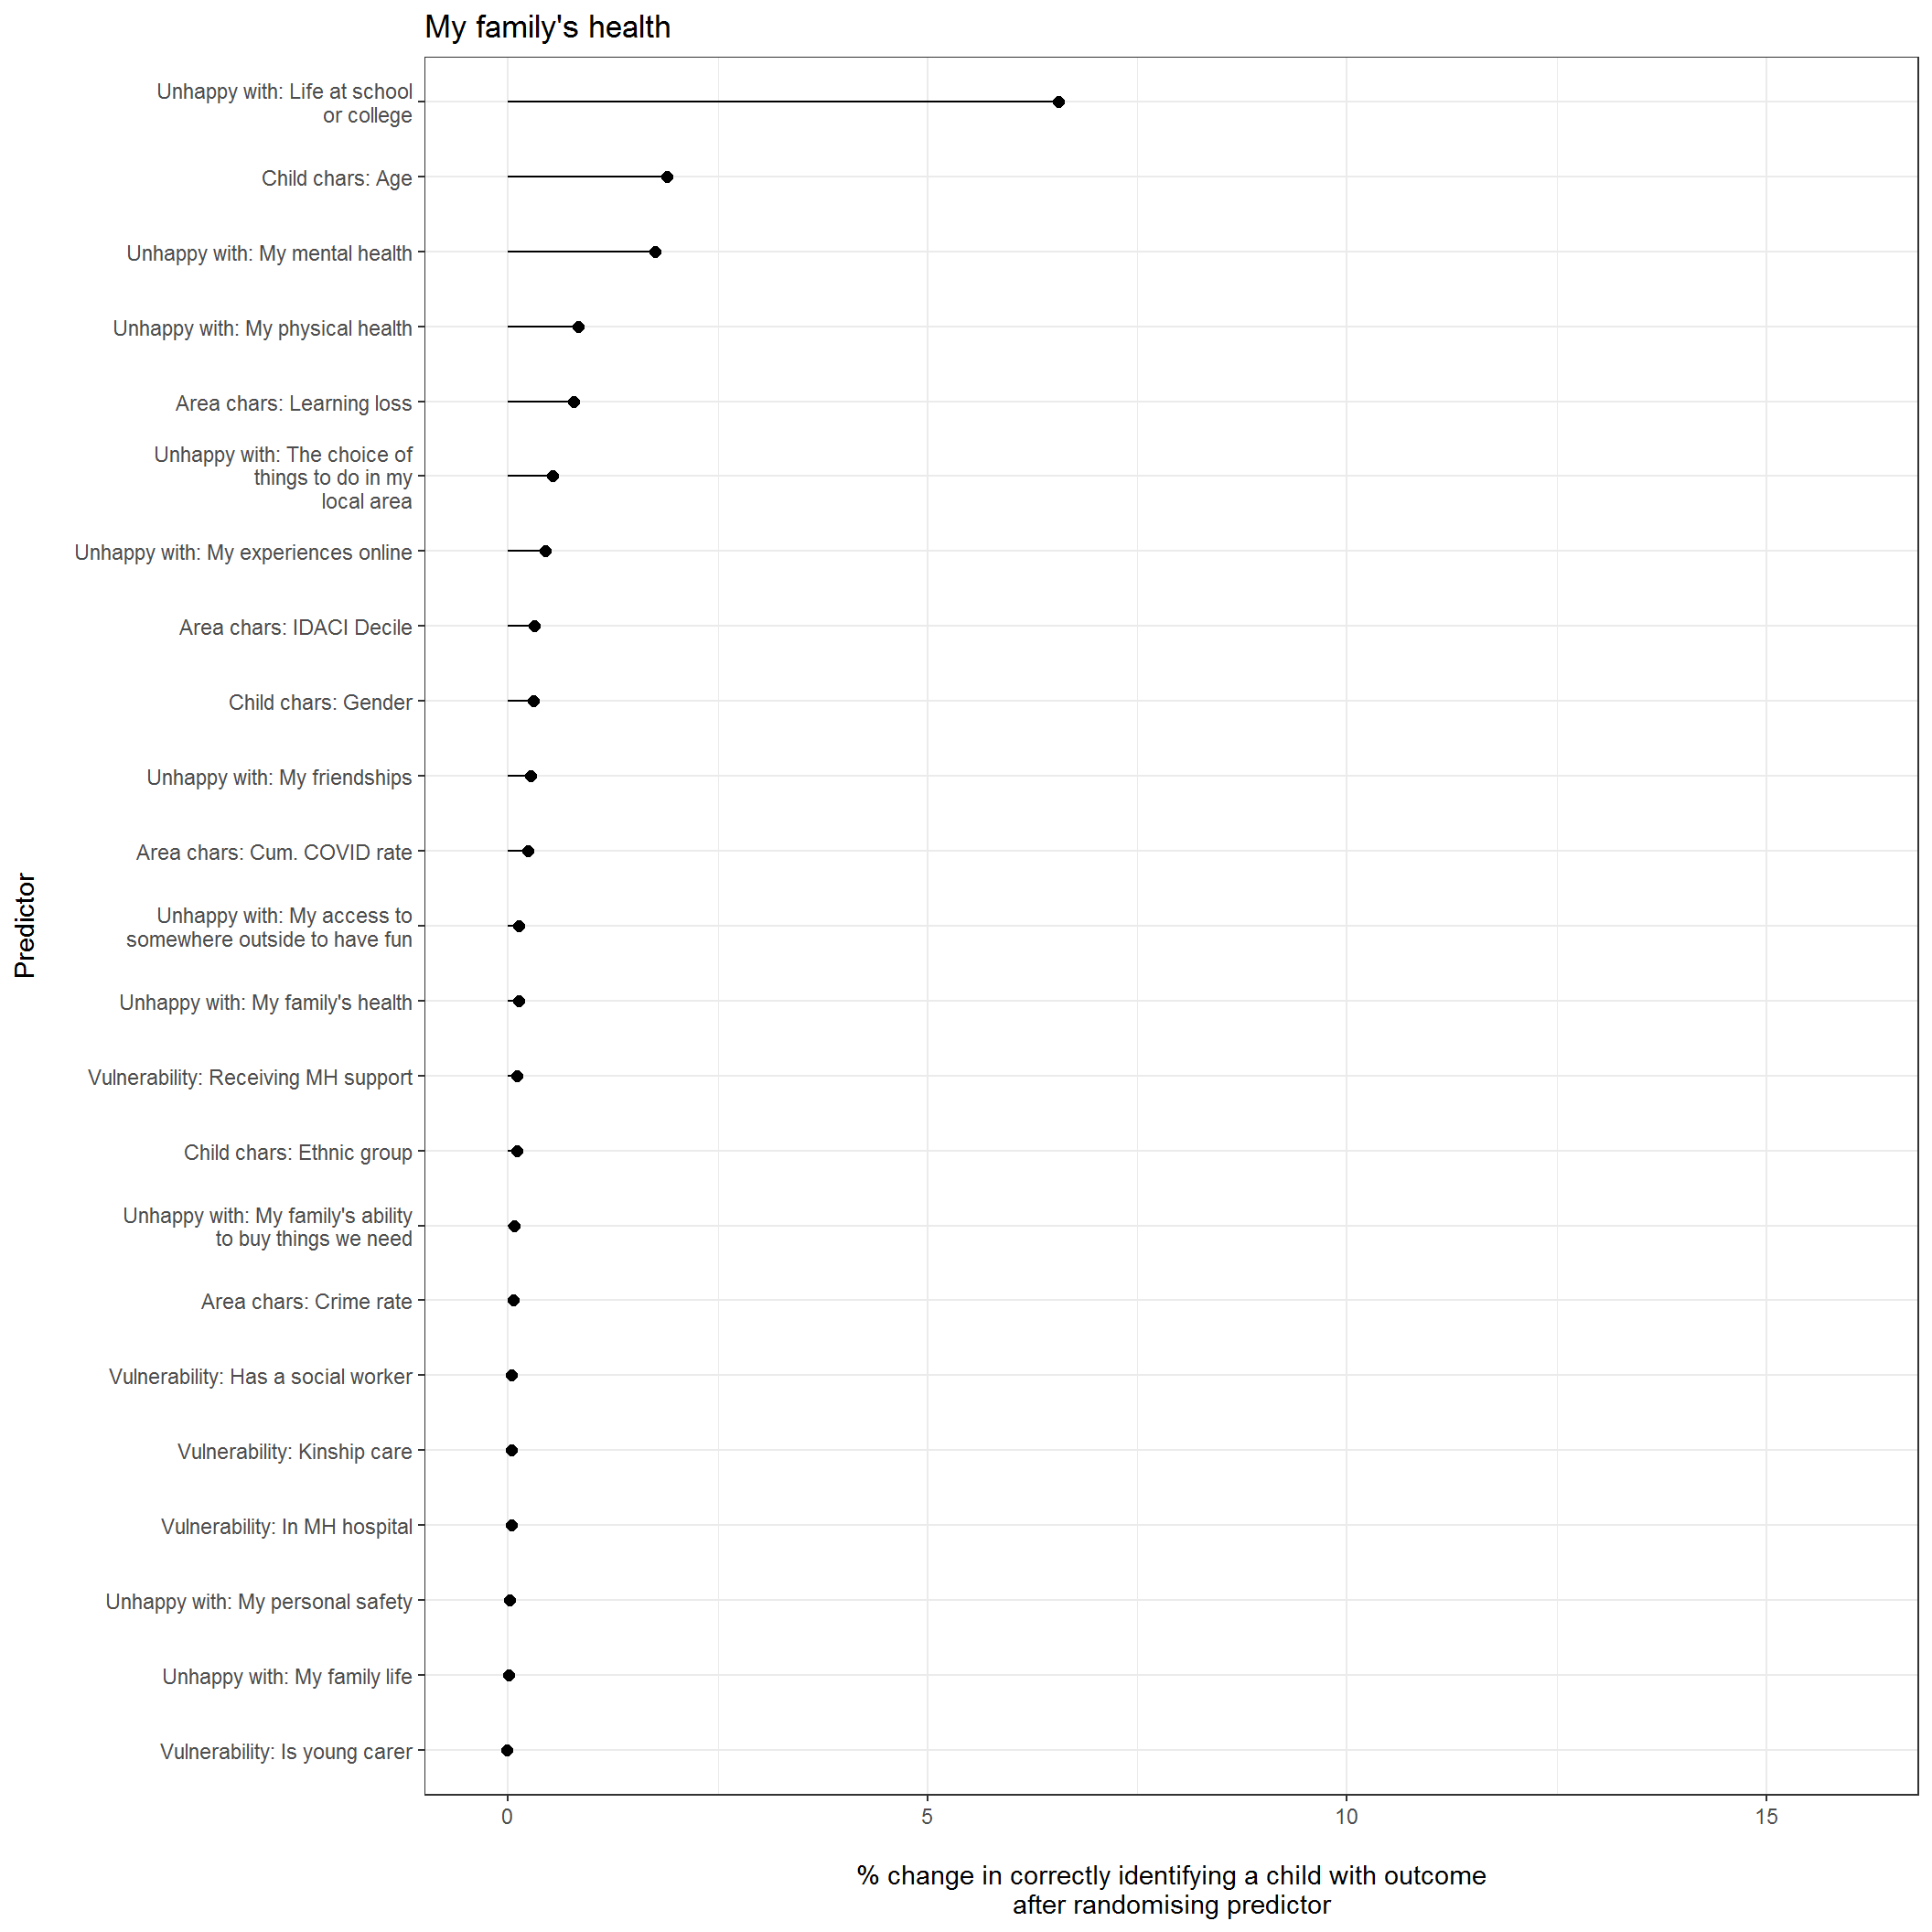 My family's health
Unhappy with: Life at school
or college
Child chars: Age
Unhappy with: My mental health
Unhappy with: My physical health
Area chars: Learning loss
Unhappy with: The choice of
things to do in my
local area
Unhappy with: My experiences online
Area chars: IDACI Decile
Child chars: Gender
Unhappy with: My friendships
Area chars: Cum. COVID rate
Unhappy with: My access to
somewhere outside to have fun
Unhappy with: My family's health
Vulnerability: Receiving MH support
Child chars: Ethnic group
Unhappy with: My family's ability
to buy things we need
Area chars: Crime rate
Vulnerability: Has a social worker
Vulnerability: Kinship care
Vulnerability: In MH hospital
Unhappy with: My personal safety
Unhappy with: My family life
Vulnerability: Is young carer
Predictor
0 5 10 15
% change in correctly identifying a child with outcome
after randomising predictor